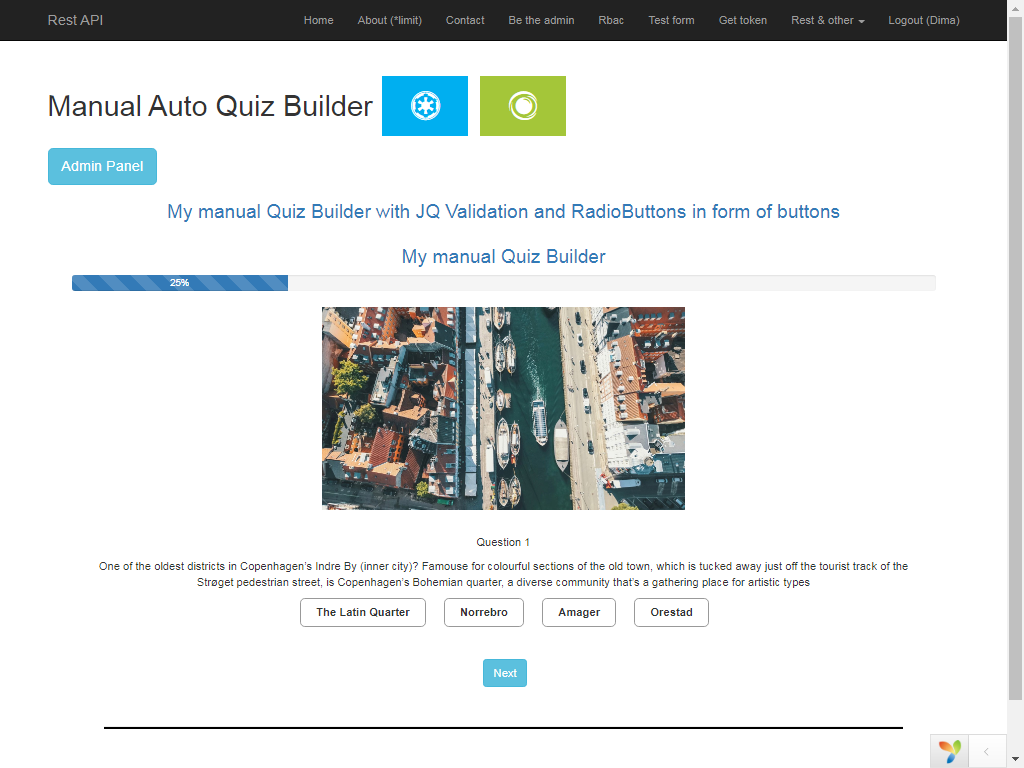 Rest API
Home About (*limit) Contact Be the admin Rbac Test form Get token Rest & other Logout (Dima)
Manual Auto Quiz Builder
Admin Panel
My manual Quiz Builder with JQ Validation and RadioButtons in form of buttons
My manual Quiz Builder
25%
Question 1
One of the oldest districts in Copenhagen's Indre By (inner city)? Famouse for colourful sections of the old town, which is tucked away just off the tourist track of the
Strøget pedestrian street, is Copenhagen's Bohemian quarter, a diverse community that's a gathering place for artistic types
The Latin Quarter Norrebro Amager Orestad
Next